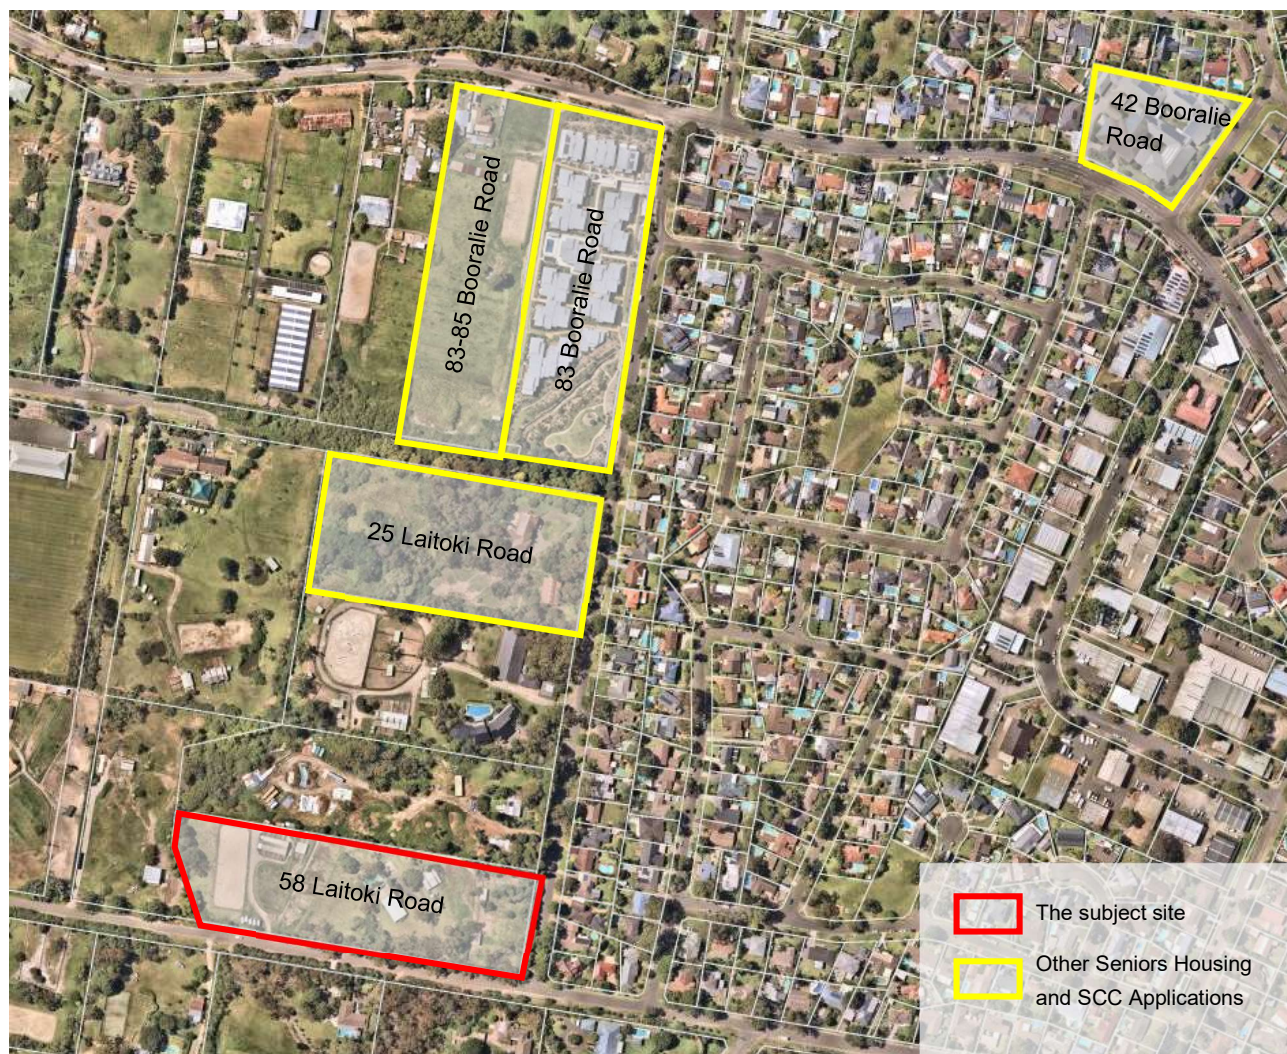 42 Booralie
Road
83-85 Booralie Road
83 Booralie Road
25 Laitoki Road
58 Laitoki Road
The subject site
Other Seniors Housing
and SCC Applications